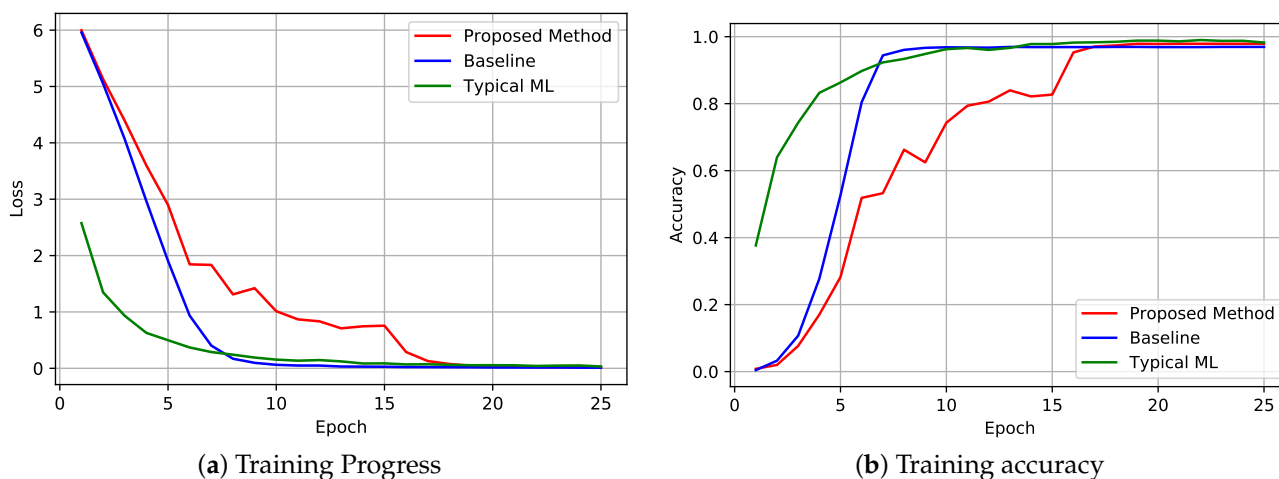 6
5
4
3
2
1
0
Loss
0
5
10
15
20
25
Epoch
Proposed Method
Baseline
Typical ML
(a) Training Progress
1.0
0.8
0.6
0.4
0.2
0.0
Accuracy
0
5
10
15
20
25
Epoch
Proposed Method
Baseline
Typical ML
(b) Training accuracy